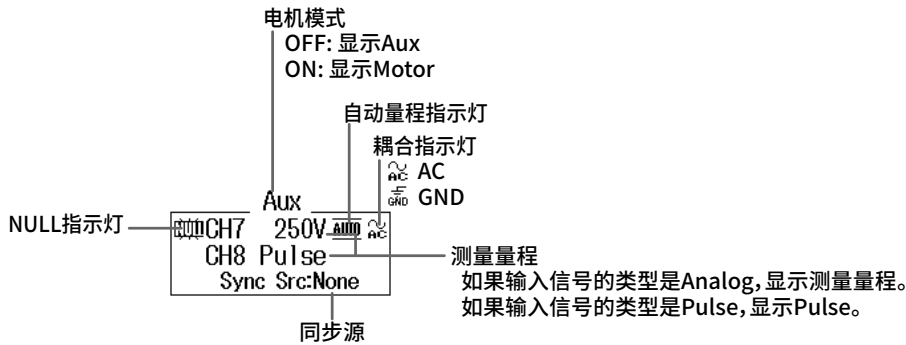 电机模式
OFF: 显示Aux
ON: 显示Motor
自动量程指示灯
耦合指示灯
AC AC
GND GND
Aux
NULL指示灯
CH7 250V AUTO AC
CH8 Pulse
测量量程
Sync Src:None
如果输入信号的类型是Analog,显示测量量程。
如果输入信号的类型是Pulse,显示Pulse。
同步源